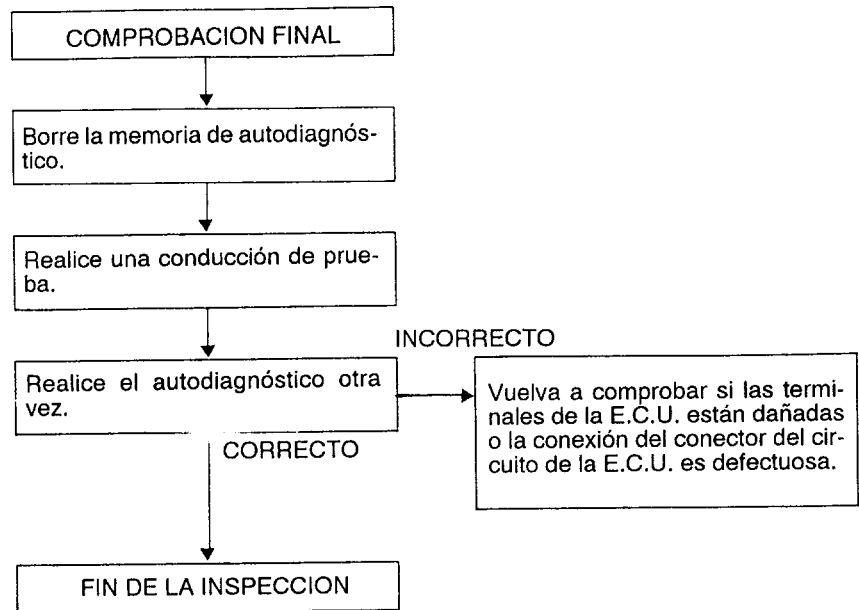 COMPROBACION FINAL
Borre la memoria de autodiagnós-
tico.
Realice una conducción de prue-
ba.
INCORRECTO
Realice el autodiagnóstico otra
vez.
Vuelva a comprobar si las termi-
nales de la E.C.U. están dañadas
o la conexión del conector del cir-
cuito de la E.C.U. es defectuosa.
CORRECTO
FIN DE LA INSPECCION